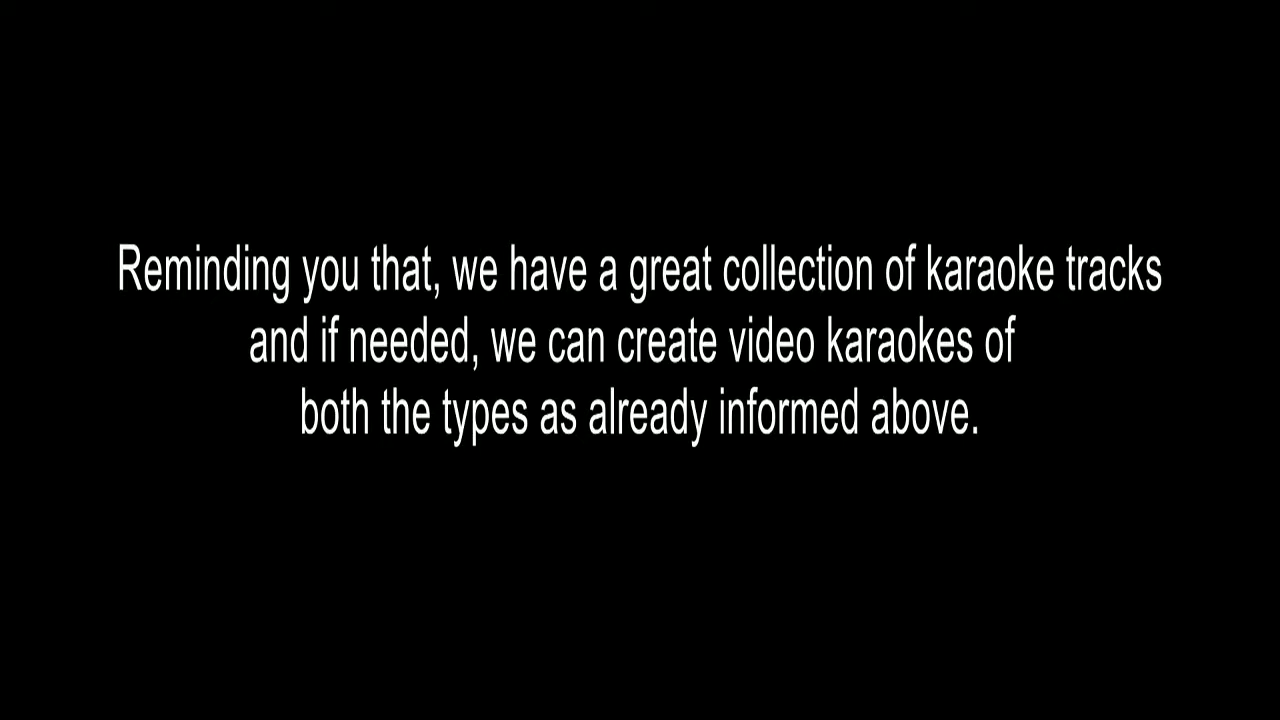 Reminding you that, we have a great collection of karaoke tracks
and if needed, we can create video karaokes of
both the types as already informed above.